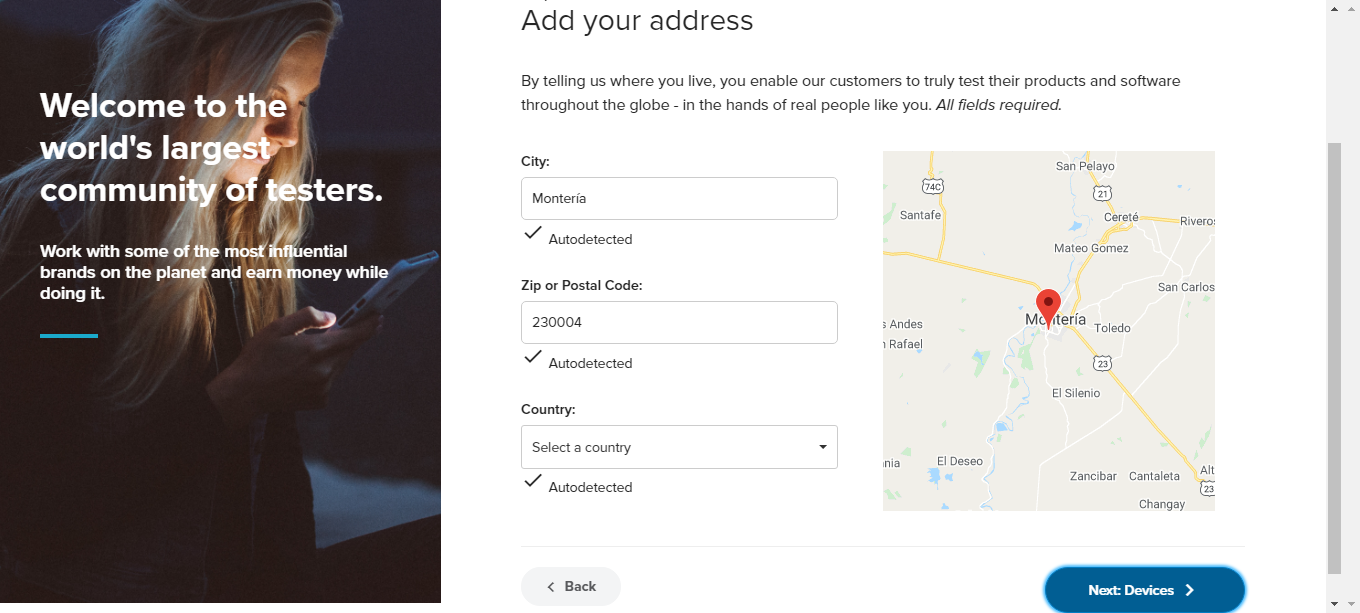 Add your address
Welcome to the
world's largest
community of testers.
Work with some of the most influential
brands on the planet and earn money while
doing it.
By telling us where you live, you enable our customers to truly test their products and software
throughout the globe - in the hands of real people like you. All fields required.
City:
Montería
Autodetected
Zip or Postal Code:
230004
Autodetected
Country:
Select a country
Autodetected
San Pelayo
74C
21
Santafe
Cereté
Mateo Gomez
San Carlos
Montería
Toledo
s Andes
Rafael
23
El Silenio
El Deseo
Zancibar
Cantaleta
23
Changay
Back
Next: Devices